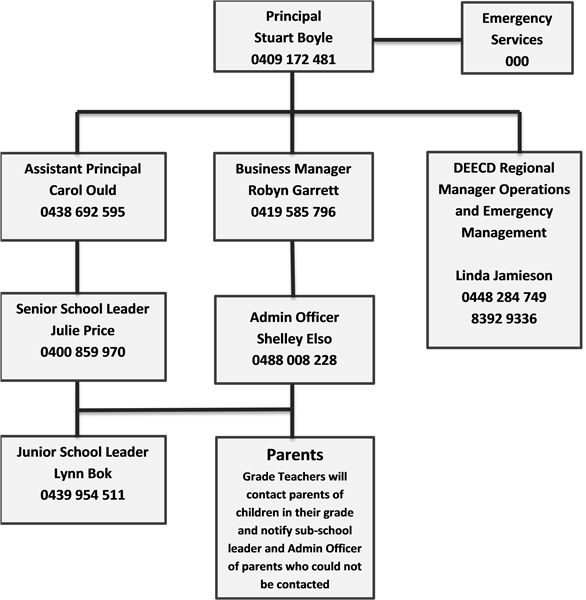 Principal
Stuart Boyle
0409 172 481
Emergency
Services
000
Assistant Principal
Carol Ould
0438 692 595
Business Manager
Robyn Garrett
0419 585 796
DEECD Regional
Manager Operations
and Emergency
Management
Linda Jamieson
0448 284 749
8392 9336
Senior School Leader
Julie Price
0400 859 970
Admin Officer
Shelley Elso
0488 008 228
Junior School Leader
Lynn Bok
0439 954 511
Parents
Grade Teachers will
contact parents of
children in their grade
and notify sub-school
leader and Admin Officer
of parents who could not
be contacted